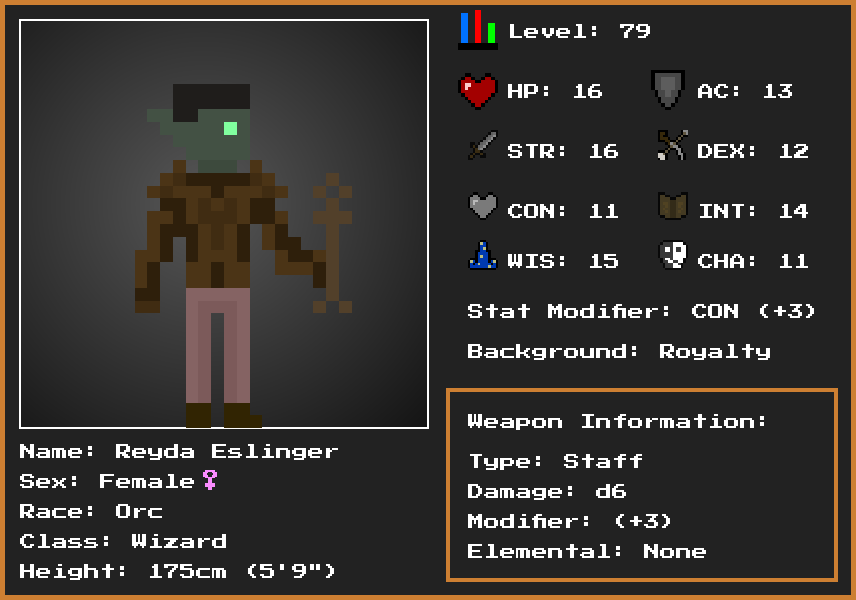 Level: 79
HP: 16 AC: 13
STR: 16 DEX: 12
CON: 11 INT: 14
WIS: 15 CHA: 11
Stat Modifier: CON (+3)
Background: Royalty
Weapon Information:
Type: Staff
Damage: d6
Modifier: (+3)
Elemental: None
Name: Reyda Eslinger
Sex: Female♀
Race: Orc
Class: Wizard
Height: 175cm (5'9")